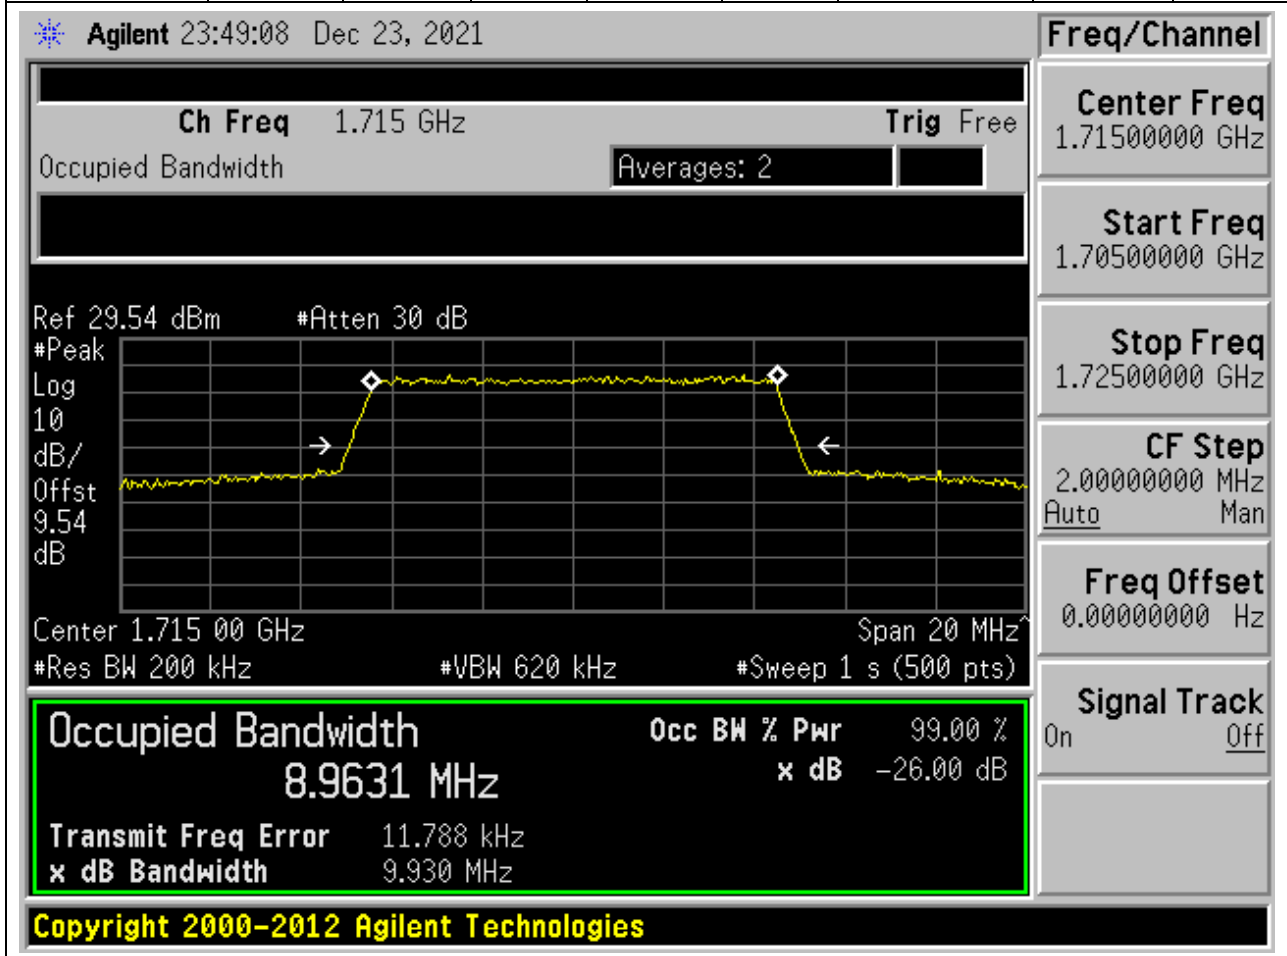 Agilent 23:49:08 Dec 23, 2021
Freq/Channel
Ch Freq 1.715 GHz Trig Free
Occupied Bandwidth Averages: 2
Center Freq
1.71500000 GHz
Start Freq
1.70500000 GHz
Stop Freq
1.72500000 GHz
CF Step
2.00000000 MHz
Auto Man
Freq Offset
0.00000000 Hz
Signal Track
On Off
Ref 29.54 dBm #Atten 30 dB
#Peak
Log
10
dB/
Offst
9.54
dB
Center 1.715 00 GHz Span 20 MHz^
#Res BW 200 kHz #VBW 620 kHz #Sweep 1 s (500 pts)
Occupied Bandwidth Occ BW % Pwr 99.00 %
8.9631 MHz x dB -26.00 dB
Transmit Freq Error 11.788 kHz
x dB Bandwidth 9.930 MHz
Copyright 2000-2012 Agilent Technologies